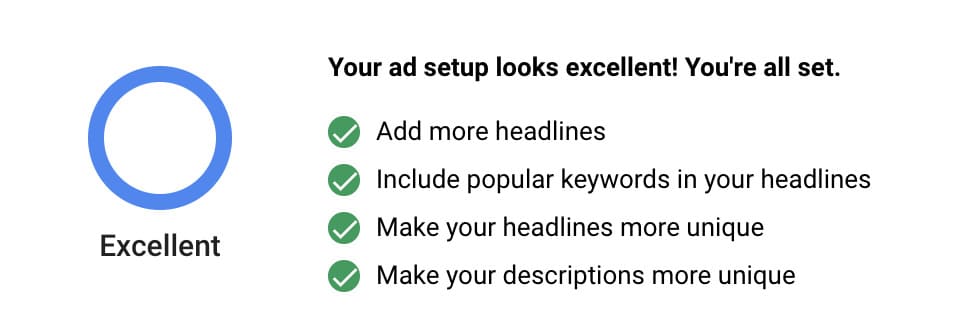 Your ad setup looks excellent! You're all set.
Add more headlines
Include popular keywords in your headlines
Make your headlines more unique
Make your descriptions more unique
Excellent